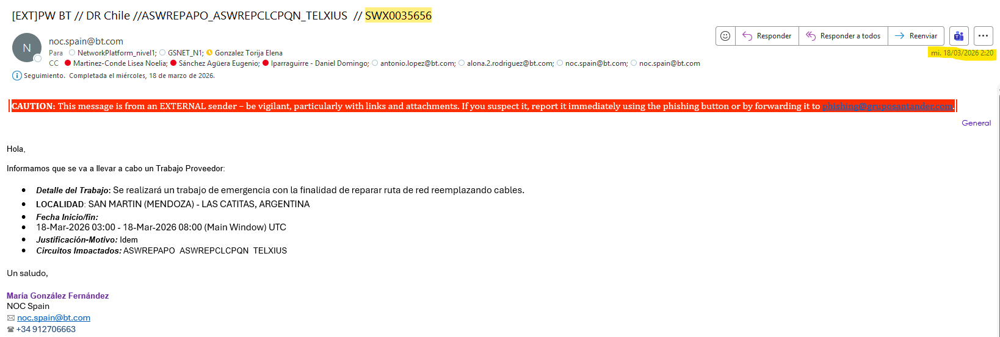 [EXT]PW BT // DR Chile //ASWREPAPO_ASWREPCLCPQN_TELXIUS // SWX0035656
N
noc.spain@bt.com
Responder
Responder a todos
Reenviar
Para NetworkPlatform_nivel1; GSNET_N1; Gonzalez Torija Elena
mi. 18/03/2026 2:20
CC Martinez-Conde Lisea Noelia; Sánchez Agüera Eugenio; Iparraguirre - Daniel Domingo; antonio.lopez@bt.com; alona.2.rodriguez@bt.com; noc.spain@bt.com; noc.spain@bt.com
Seguimiento. Completada el miércoles, 18 de marzo de 2026.
CAUTION: This message is from an EXTERNAL sender – be vigilant, particularly with links and attachments. If you suspect it, report it immediately using the phishing button or by forwarding it to phishing@gruposantander.com.
General
Hola,
Informamos que se va a llevar a cabo un Trabajo Proveedor:
• Detalle del Trabajo: Se realizará un trabajo de emergencia con la finalidad de reparar ruta de red reemplazando cables.
• LOCALIDAD: SAN MARTIN (MENDOZA) - LAS CATITAS, ARGENTINA
• Fecha Inicio/fin:
• 18-Mar-2026 03:00 - 18-Mar-2026 08:00 (Main Window) UTC
• Justificación-Motivo: Idem
• Circuitos Impactados: ASWREPAPO_ASWREPCLCPQN_TELXIUS
Un saludo,
María González Fernández
NOC Spain
noc.spain@bt.com
+34 912706663